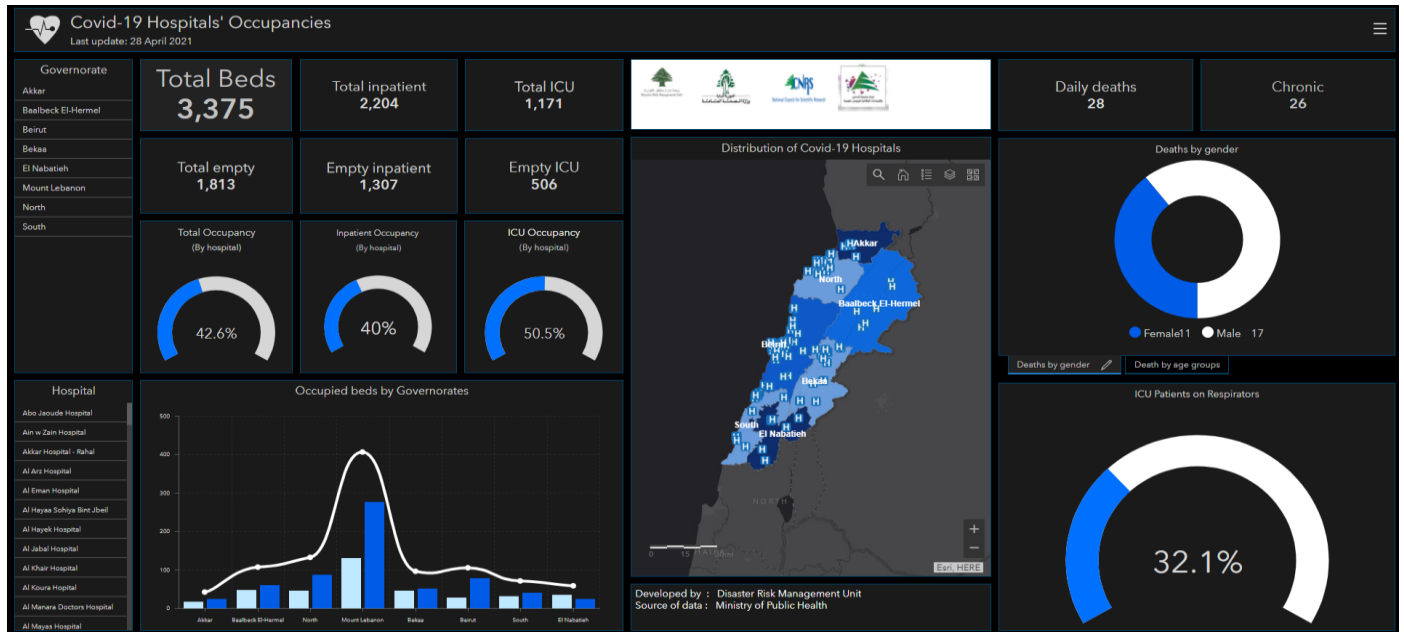 Covid-19 Hospitals' Occupancies
Last update: 28 April 2021
Governorate
Akkar
Baalbeck El-Hermel
Beirut
Bekaa
El Nabatieh
Mount Lebanon
North
South
Total Beds
3,375
Total inpatient
2,204
Total ICU
1,171
Total empty
1,813
Empty inpatient
1,307
Empty ICU
506
Total Occupancy
(By hospital)
42.6%
Inpatient Occupancy
(By hospital)
40%
ICU Occupancy
(By hospital)
50.5%
Hospital
Abo Jaoude Hospital
Ain w Zain Hospital
Akkar Hospital - Rahal
Al Arz Hospital
Al Eman Hospital
Al Hayaa Sohiya Bint Jbeil
Al Hayek Hospital
Al Jabal Hospital
Al Khair Hospital
Al Koura Hopital
Al Manara Doctors Hospital
Al Mayas Hospital
Occupied beds by Governorates
500
400
300
200
100
0
Akkar
Baalbeck El-Hermel
North
Mount Lebanon
Bekaa
Beirut
South
El Nabatieh
CNRS
National Council for Scientific Research
Distribution of Covid-19 Hospitals
Akkar
North
Baalbeck El-Hermel
Bekaa
South
El Nabatieh
NORTH
0 15
Esri, HERE
Developed by : Disaster Risk Management Unit
Source of data : Ministry of Public Health
Daily deaths
28
Chronic
26
Deaths by gender
Female11 Male 17
Deaths by gender
Death by age groups
ICU Patients on Respirators
32.1%